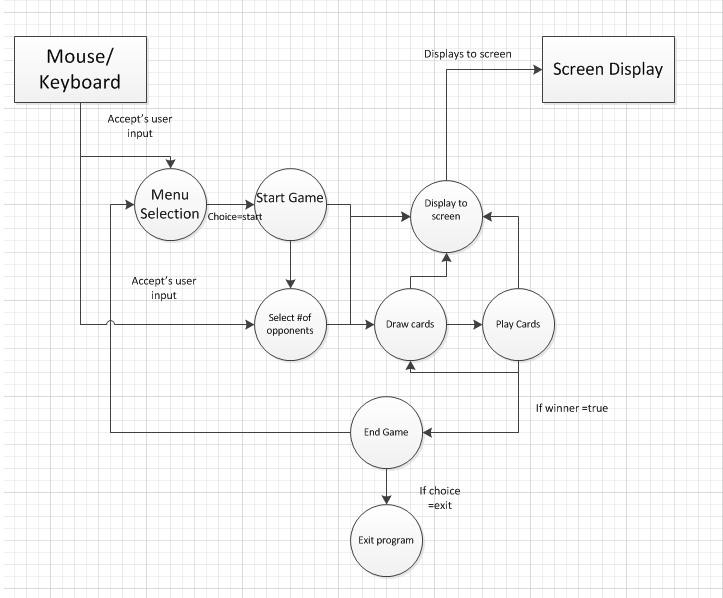 Mouse/
Keyboard
Displays to screen
Screen Display
Accept's user
input
Menu
Selection
Choice=start
Start Game
Display to
screen
Accept's user
input
Select #of
opponents
Draw cards
Play Cards
If winner =true
End Game
If choice
=exit
Exit program